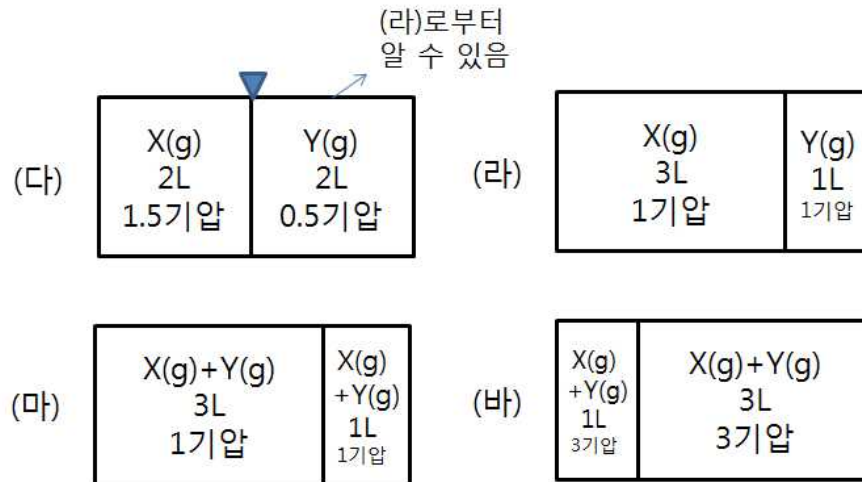 (라)로부터
알 수 있음
(다)
X(g)
2L
1.5기압
Y(g)
2L
0.5기압
(라)
X(g)
3L
1기압
Y(g)
1L
1기압
(마)
X(g)+Y(g)
3L
1기압
X(g)
+Y(g)
1L
1기압
(바)
X(g)
+Y(g)
1L
3기압
X(g)+Y(g)
3L
3기압